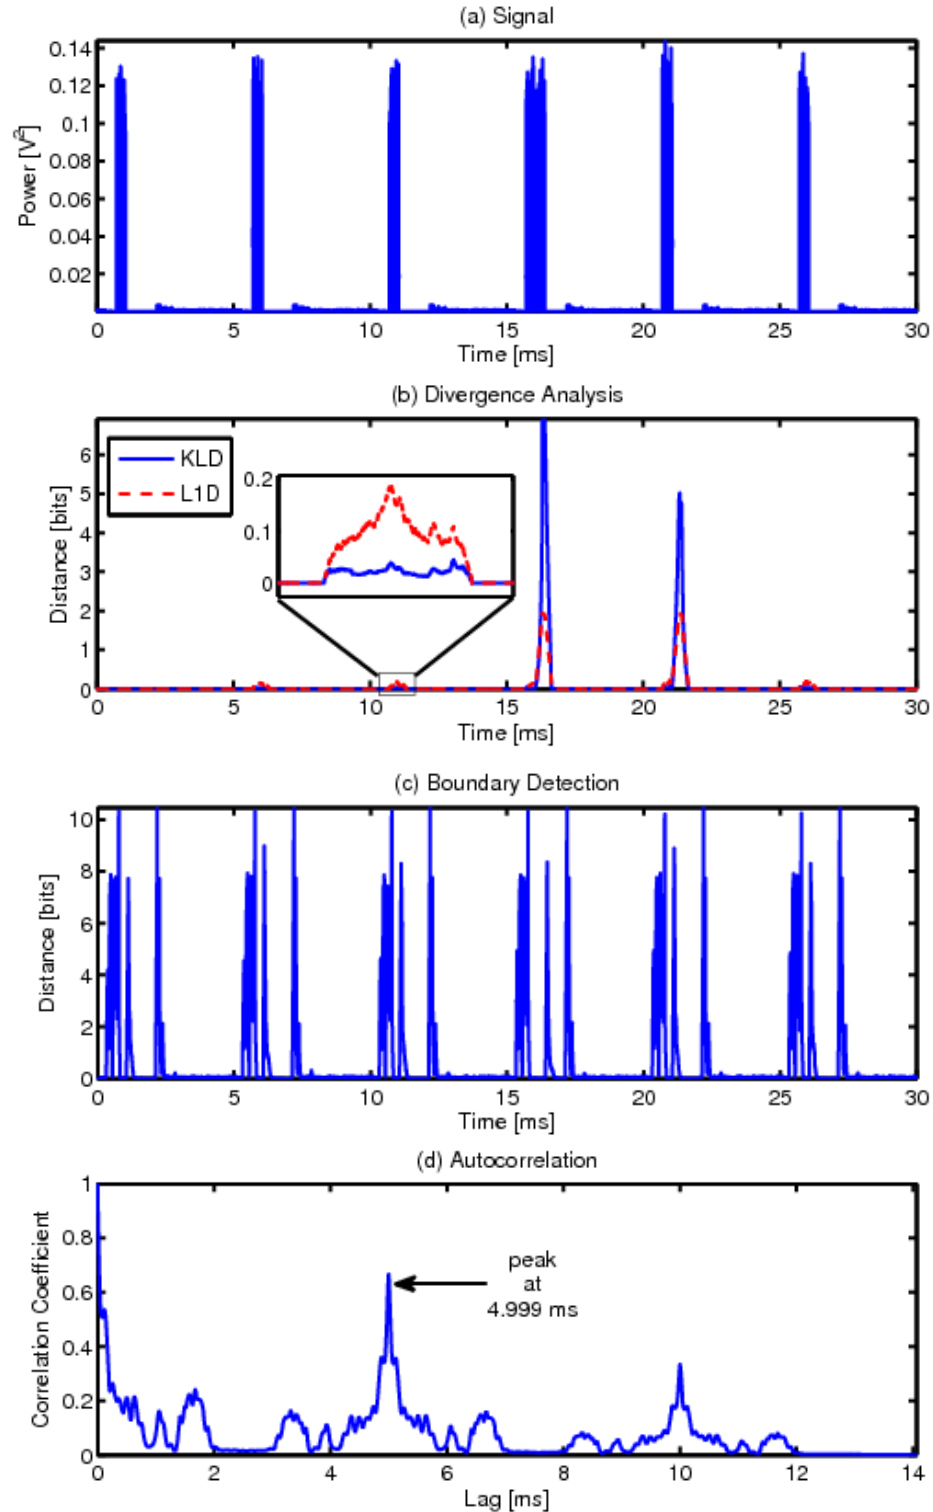 (a) Signal
0.14
0.12
0.1
0.08
0.06
0.04
0.02
Power [V²]
0 5 10 15 20 25 30
Time [ms]
(b) Divergence Analysis
KLD
L1D
0.2
0.1
0
6
5
4
3
2
1
0
Distance [bits]
0 5 10 15 20 25 30
Time [ms]
(c) Boundary Detection
10
8
6
4
2
0
Distance [bits]
0 5 10 15 20 25 30
Time [ms]
(d) Autocorrelation
1
0.8
0.6
0.4
0.2
0
Correlation Coefficient
peak
at
4.999 ms
0 2 4 6 8 10 12 14
Lag [ms]